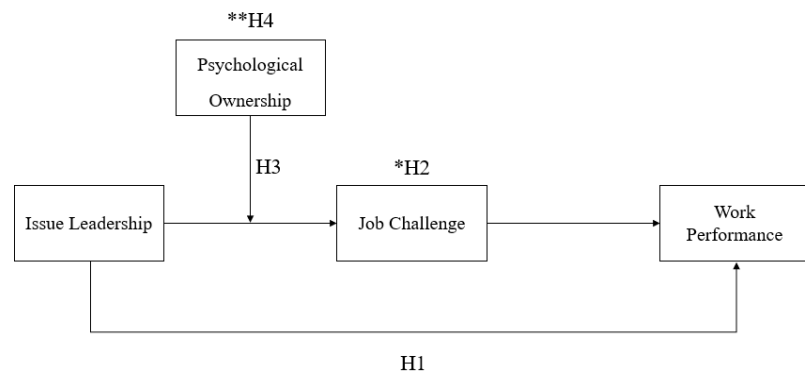 **H4
Psychological
Ownership
H3
*H2
Issue Leadership
Job Challenge
Work
Performance
H1